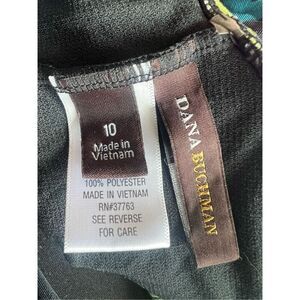 10
Made in
Vietnam
100% POLYESTER
MADE IN VIETNAM
RN#37763
SEE REVERSE
FOR CARE
DANA BUCHMAN